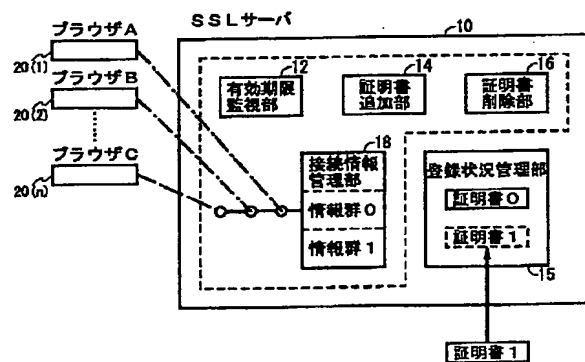 SSLサーバ
10
ブラウザA
20(1)
ブラウザB
20(2)
ブラウザC
20(n)
12
有効期限
監視部
14
証明書
追加部
16
証明書
削除部
18
接続情報
管理部
情報群0
情報群1
登録状況管理部
証明書0
証明書1
15
証明書1